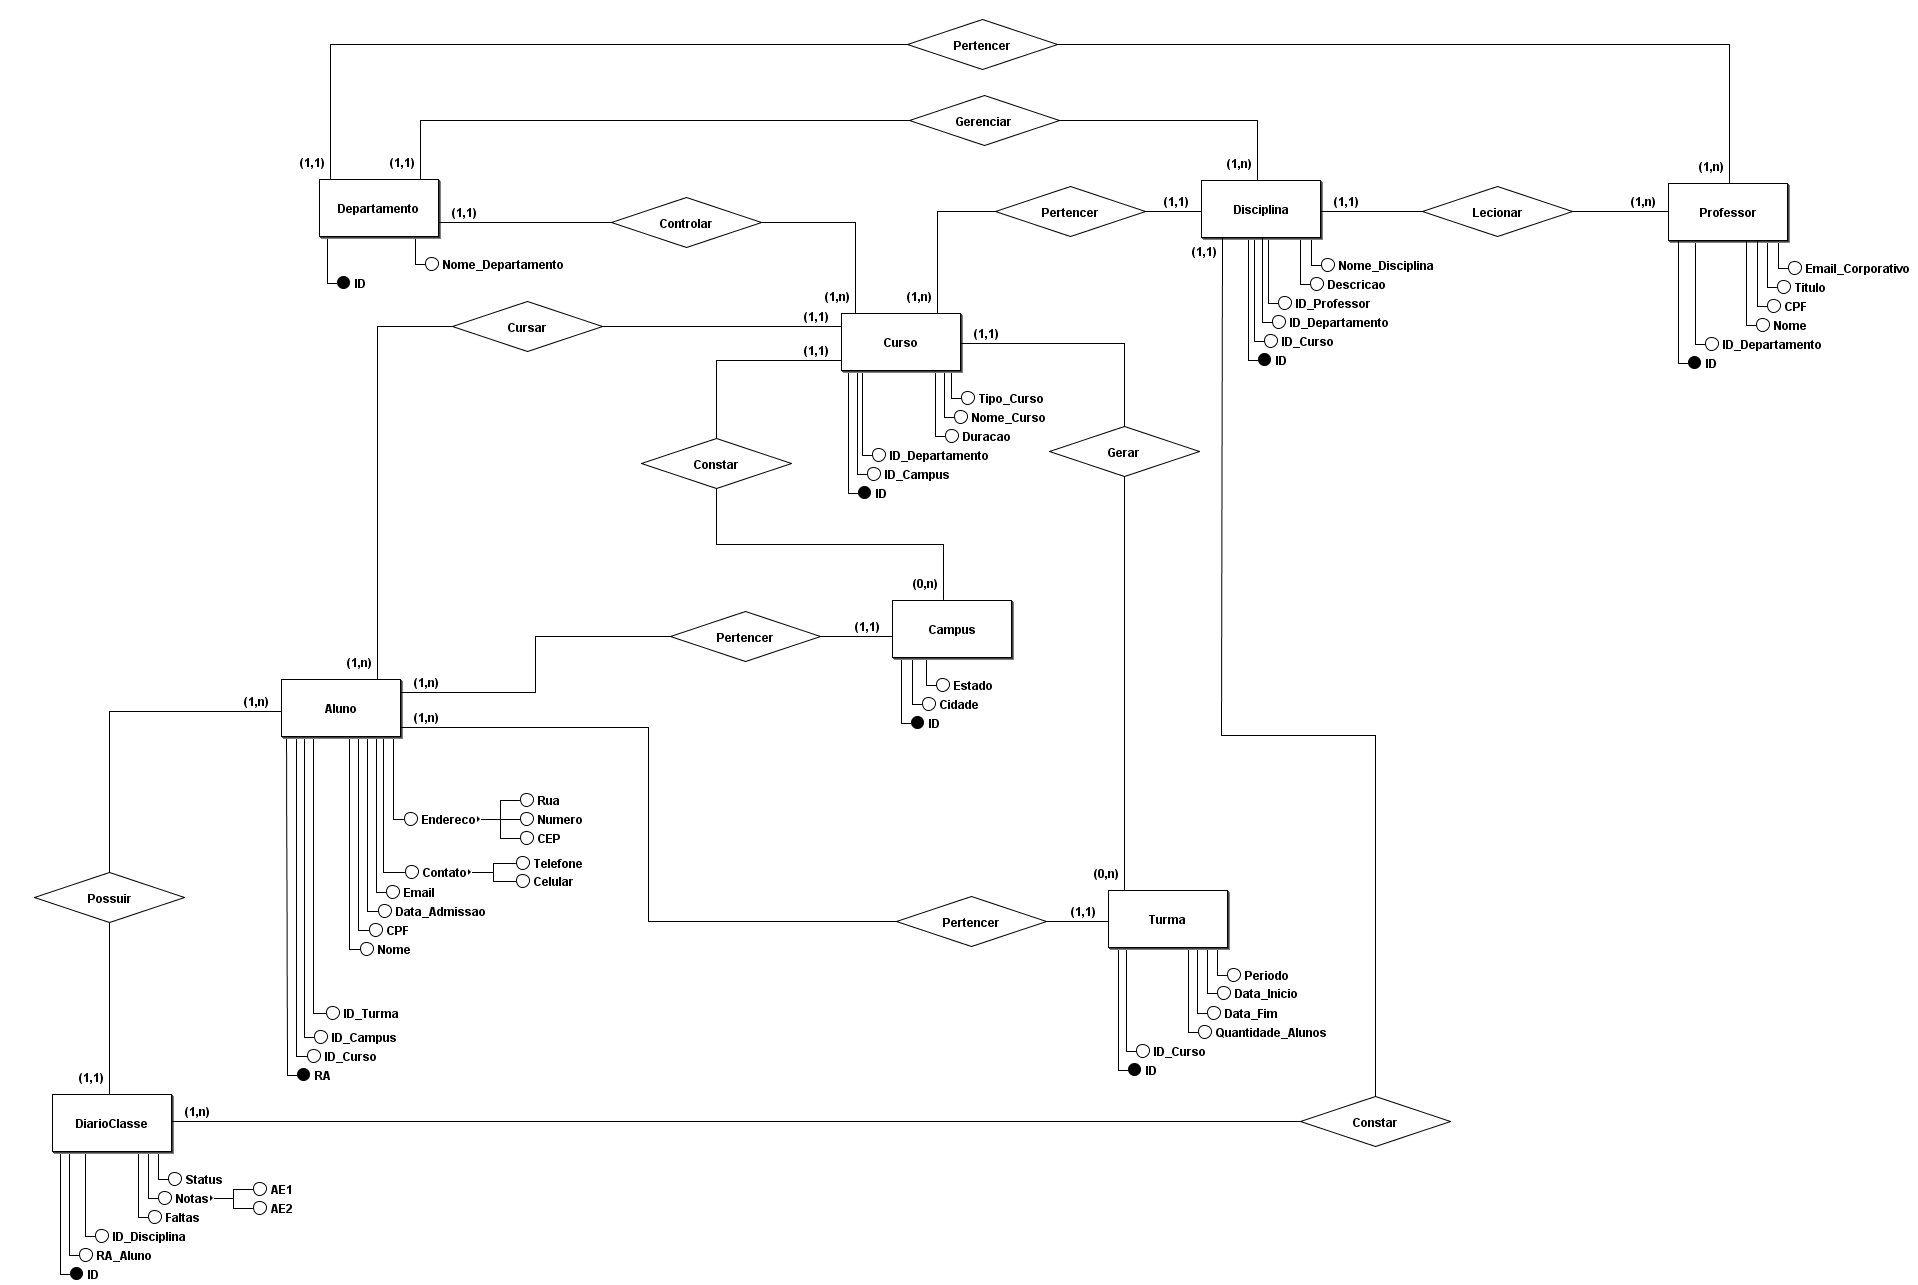 Pertencer
Gerenciar
(1,1)
(1,1)
(1,n)
(1,n)
Departamento
(1,1)
Controlar
Pertencer
(1,1)
Disciplina
(1,1)
Lecionar
(1,n)
Professor
Nome_Departamento
ID
(1,1)
Nome_Disciplina
Descricao
ID_Professor
ID_Departamento
ID_Curso
ID
Email_Corporativo
Titulo
CPF
Nome
ID_Departamento
ID
(1,n)
(1,n)
Cursar
(1,1)
(1,1)
Curso
(1,1)
Tipo_Curso
Nome_Curso
Duracao
ID_Departamento
ID_Campus
ID
Constar
Gerar
(0,n)
Pertencer
(1,1)
Campus
Estado
Cidade
ID
(1,n)
(1,n)
(1,n)
Aluno
(1,n)
Endereco
Rua
Numero
CEP
Contato
Telefone
Celular
Email
Data_Admissao
CPF
Nome
ID_Turma
ID_Campus
ID_Curso
RA
Possuir
(0,n)
Pertencer
(1,1)
Turma
Periodo
Data_Inicio
Data_Fim
Quantidade_Alunos
ID_Curso
ID
(1,1)
DiarioClasse
(1,n)
Constar
Status
Notas
AE1
AE2
Faltas
ID_Disciplina
RA_Aluno
ID